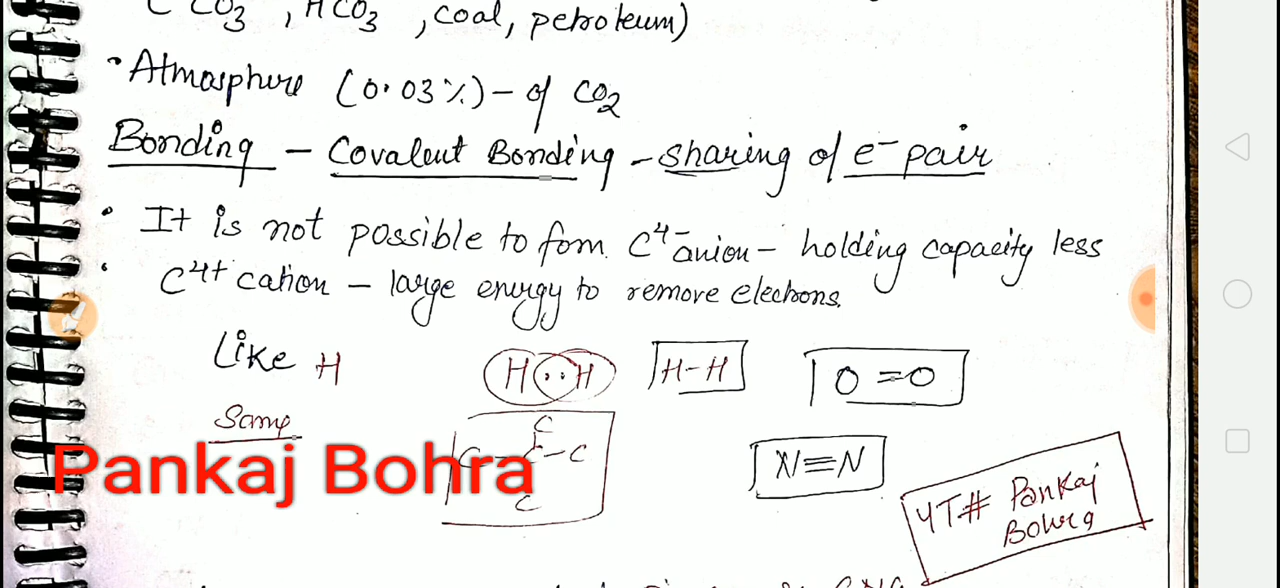 CO₃, HCO₃, coal, petroleum)
• Atmosphere (0.03%) - of CO₂
Bonding - Covalent Bonding - sharing of e⁻ pair
• It is not possible to form C⁴⁻ anion - holding capacity less
• C⁴⁺ cation - large energy to remove electrons.
Like H H··H H-H O=O
Same
C
C-C-C
C
N≡N
Pankaj Bohra
YT# Pankaj
Bohra